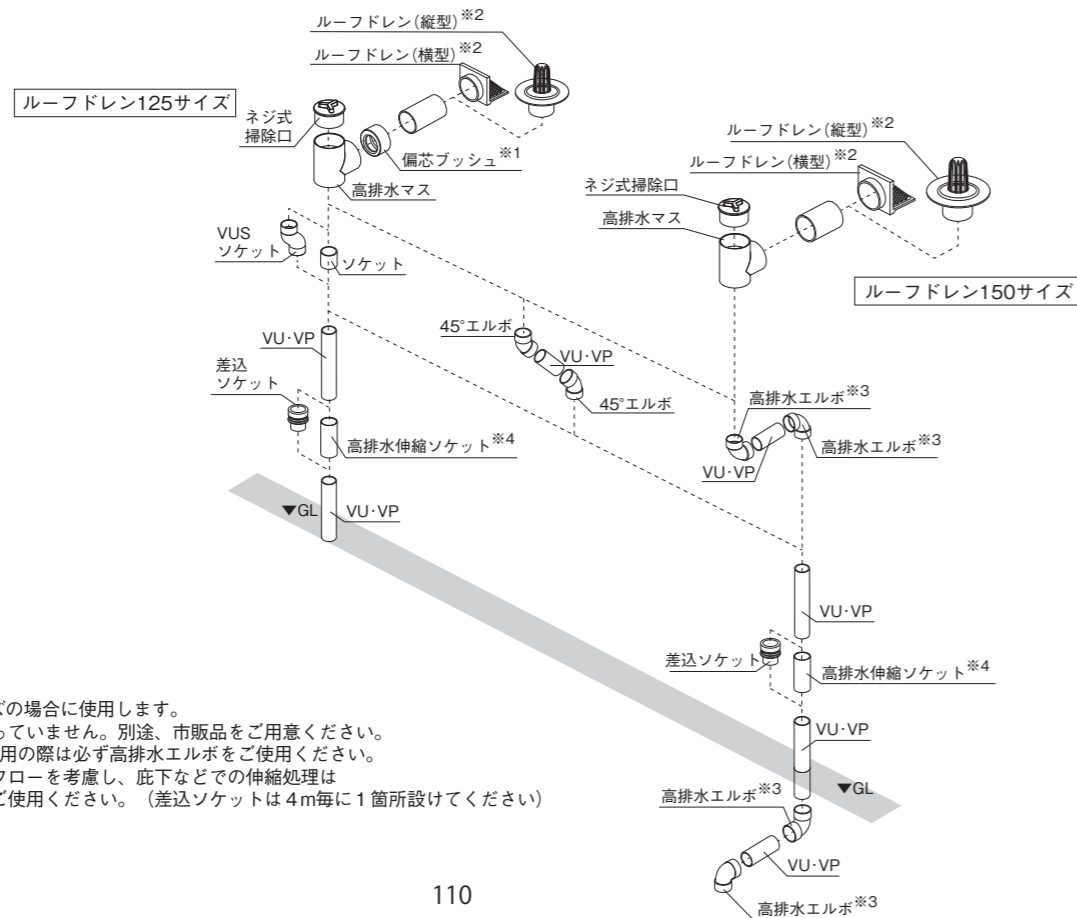 ルーフドレン(縦型)※2
ルーフドレン(横型)※2
ルーフドレン125サイズ
ネジ式
掃除口
偏芯ブッシュ※1
高排水マス
VUS
ソケット
ソケット
VU･VP
差込
ソケット
高排水伸縮ソケット※4
▼GL
VU･VP
45°エルボ
VU･VP
45°エルボ
ルーフドレン(縦型)※2
ルーフドレン(横型)※2
ネジ式掃除口
高排水マス
ルーフドレン150サイズ
高排水エルボ※3
高排水エルボ※3
VU･VP
VU･VP
差込ソケット
高排水伸縮ソケット※4
VU･VP
▼GL
高排水エルボ※3
VU･VP
高排水エルボ※3
ズの場合に使用します。
っていません。別途、市販品をご用意ください。
用の際は必ず高排水エルボをご使用ください。
フローを考慮し、庇下などでの伸縮処理は
ご使用ください。（差込ソケットは４m毎に１箇所設けてください）
110